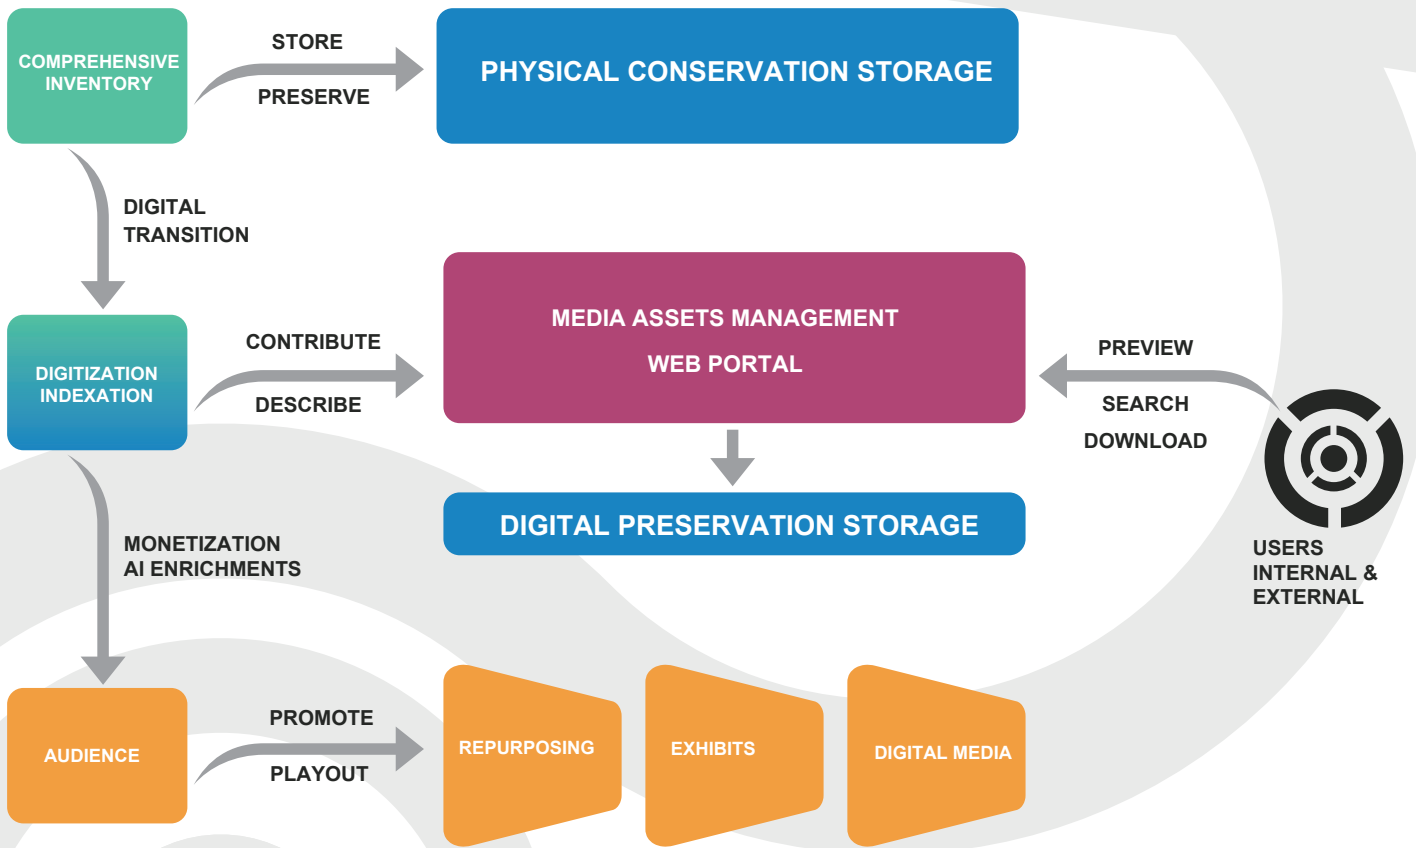 COMPREHENSIVE
INVENTORY
STORE
PRESERVE
PHYSICAL CONSERVATION STORAGE
DIGITAL
TRANSITION
DIGITIZATION
INDEXATION
CONTRIBUTE
DESCRIBE
MEDIA ASSETS MANAGEMENT
WEB PORTAL
PREVIEW
SEARCH
DOWNLOAD
USERS
INTERNAL &
EXTERNAL
DIGITAL PRESERVATION STORAGE
MONETIZATION
AI ENRICHMENTS
AUDIENCE
PROMOTE
PLAYOUT
REPURPOSING
EXHIBITS
DIGITAL MEDIA